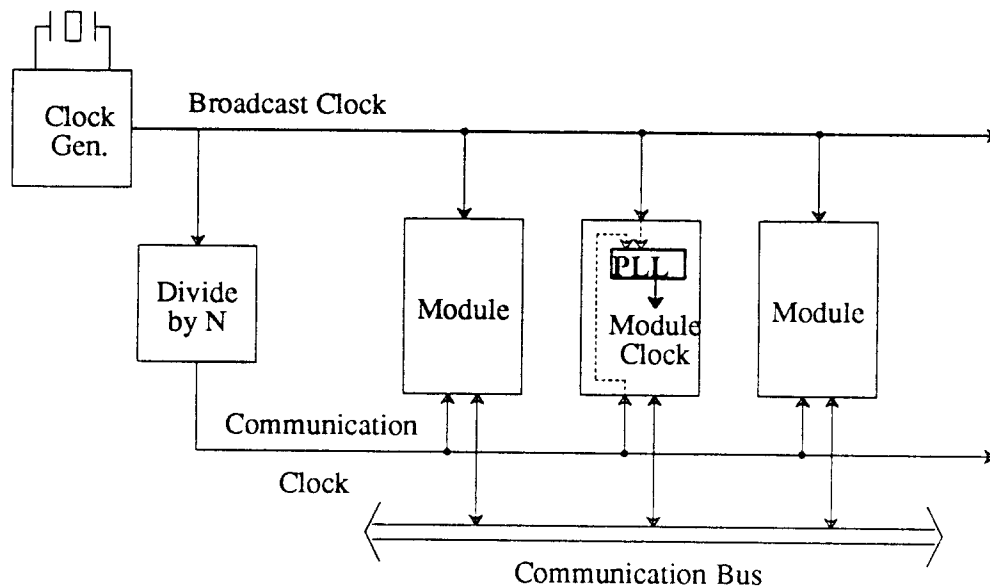 Clock
Gen.
Broadcast Clock
Divide
by N
Module
PLL
Module
Clock
Module
Communication
Clock
Communication Bus